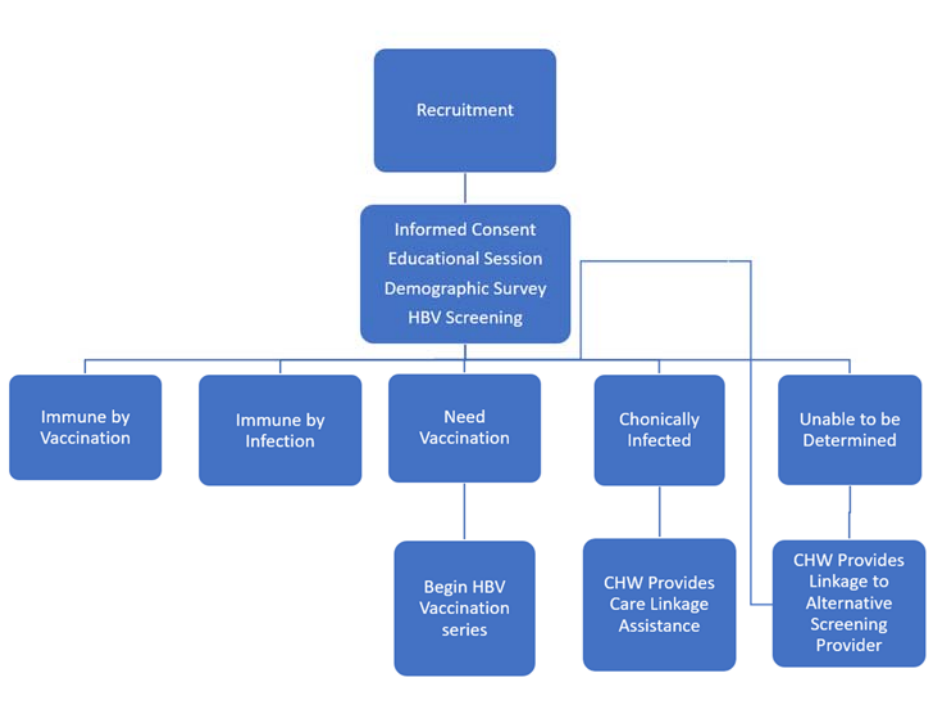 Recruitment
Informed Consent
Educational Session
Demographic Survey
HBV Screening
Immune by
Vaccination
Immune by
Infection
Need
Vaccination
Chonically
Infected
Unable to be
Determined
Begin HBV
Vaccination
series
CHW Provides
Care Linkage
Assistance
CHW Provides
Linkage to
Alternative
Screening
Provider